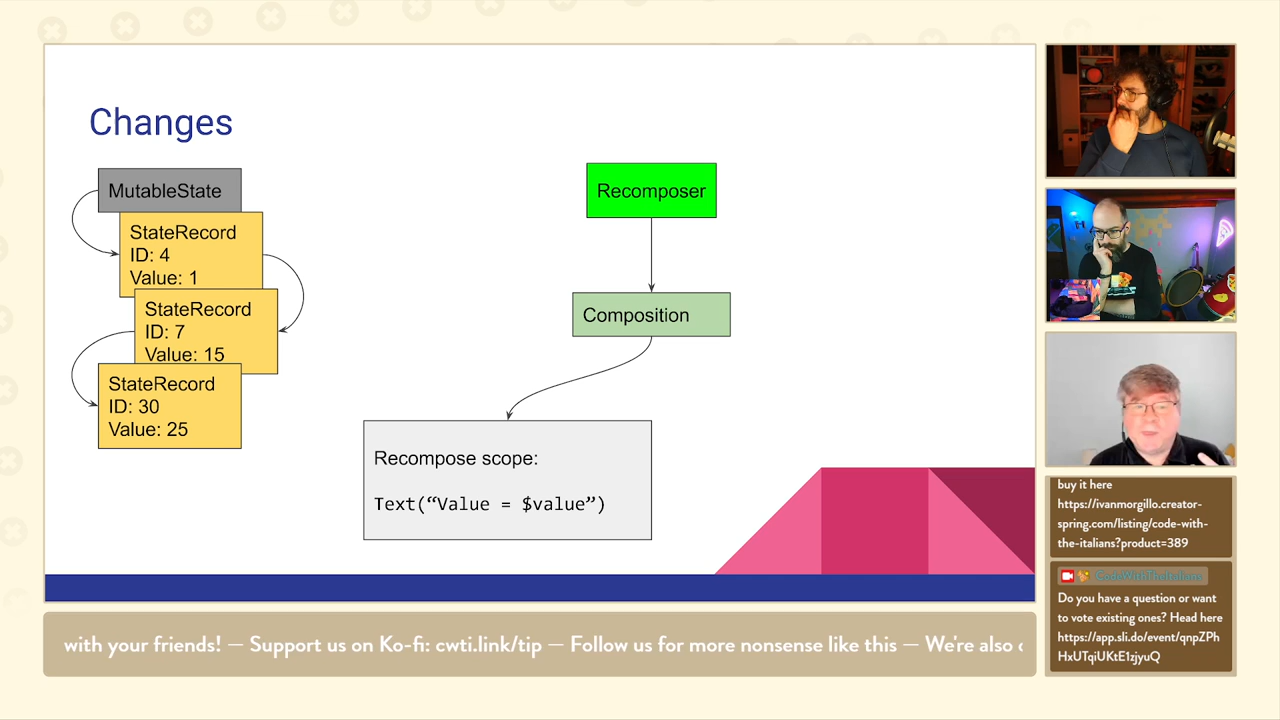 Changes
MutableState
StateRecord
ID: 4
Value: 1
StateRecord
ID: 7
Value: 15
StateRecord
ID: 30
Value: 25
Recomposer
Composition
Recompose scope:
Text(“Value = $value”)
buy it here
https://ivanmorgillo.creator-
spring.com/listing/code-with-
the-italians?product=389
CodeWithTheItalians
Do you have a question or want
to vote existing ones? Head here
https://app.sli.do/event/qnpZPh
HxUTqiUKtE1zjyuQ
with your friends! — Support us on Ko-fi: cwti.link/tip — Follow us for more nonsense like this — We're also